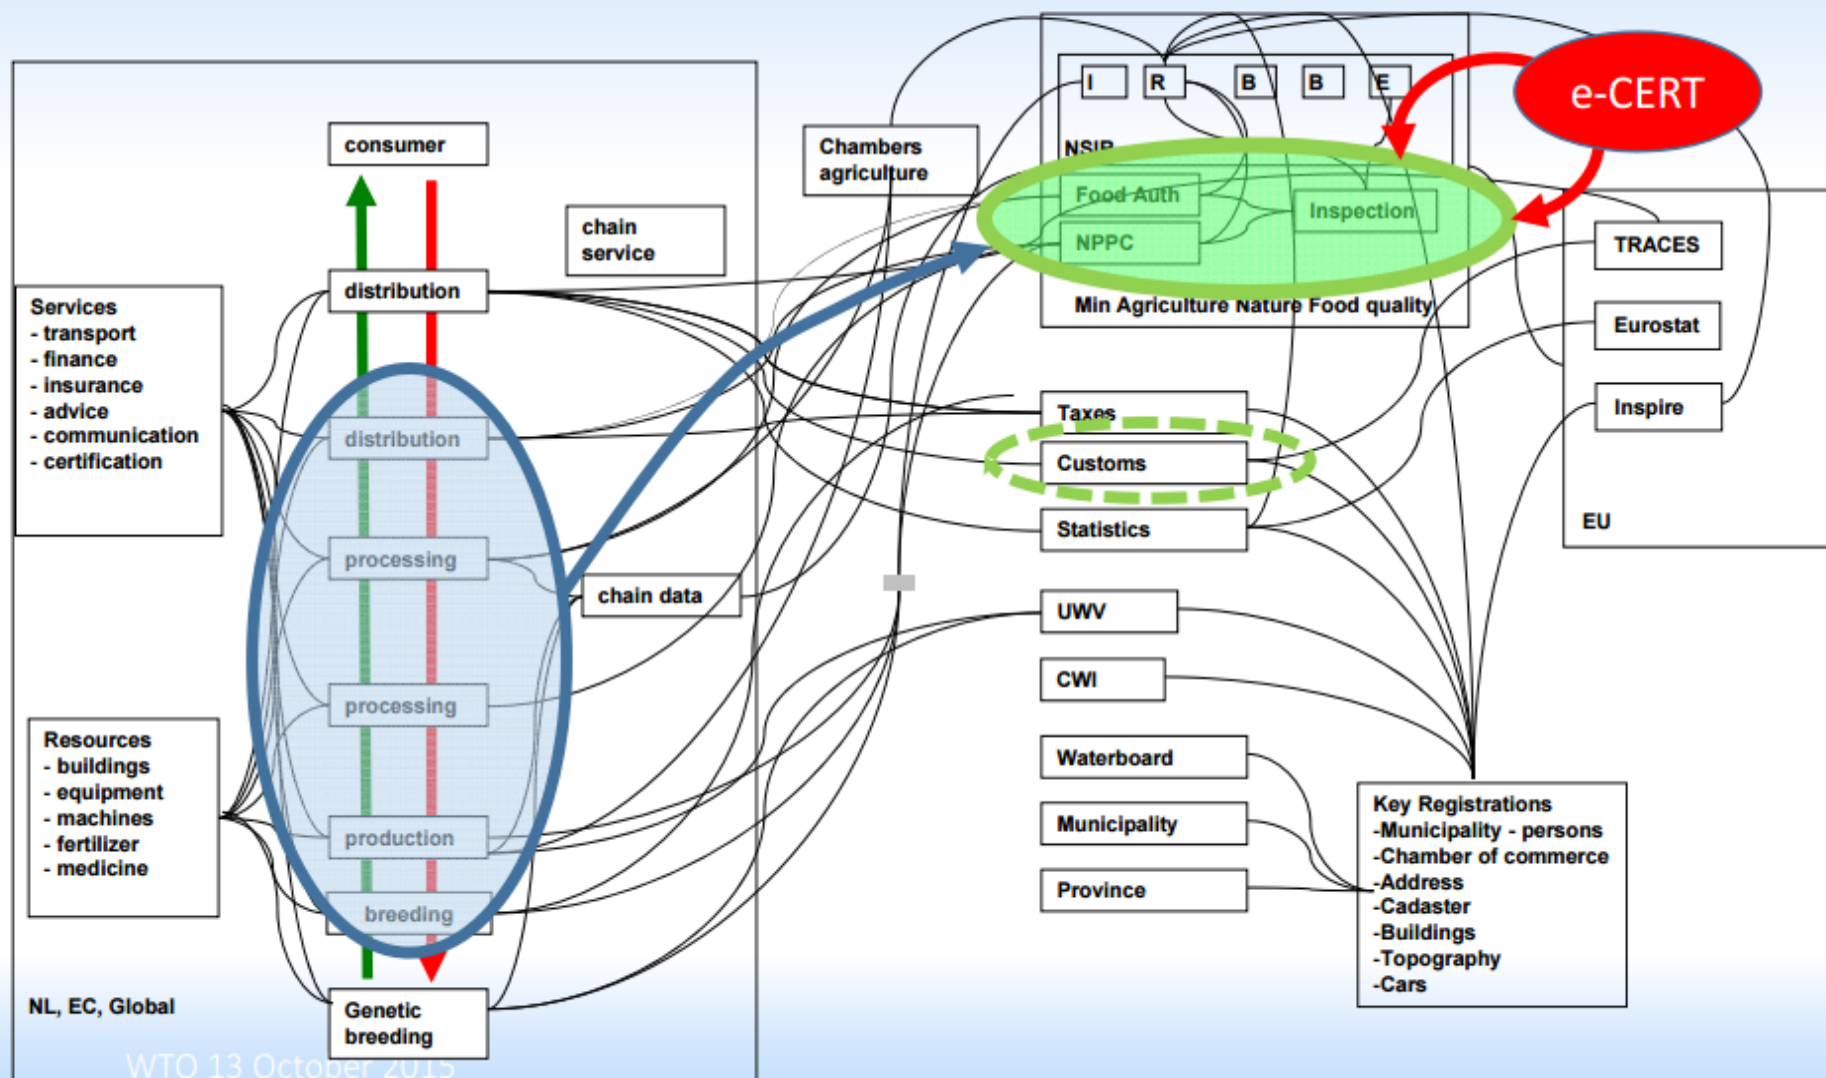 consumer
chain
service
distribution
Services
- transport
- finance
- insurance
- advice
- communication
- certification
distribution
processing
chain data
processing
Resources
- buildings
- equipment
- machines
- fertilizer
- medicine
production
breeding
Genetic
breeding
NL, EC, Global
WTO 13 October 2015
Chambers
agriculture
I
R
B
B
E
e-CERT
Food Auth
Inspection
NPPC
Min Agriculture Nature Food quality
TRACES
Eurostat
Inspire
EU
Taxes
Customs
Statistics
UWV
CWI
Waterboard
Municipality
Province
Key Registrations
-Municipality - persons
-Chamber of commerce
-Address
-Cadaster
-Buildings
-Topography
-Cars